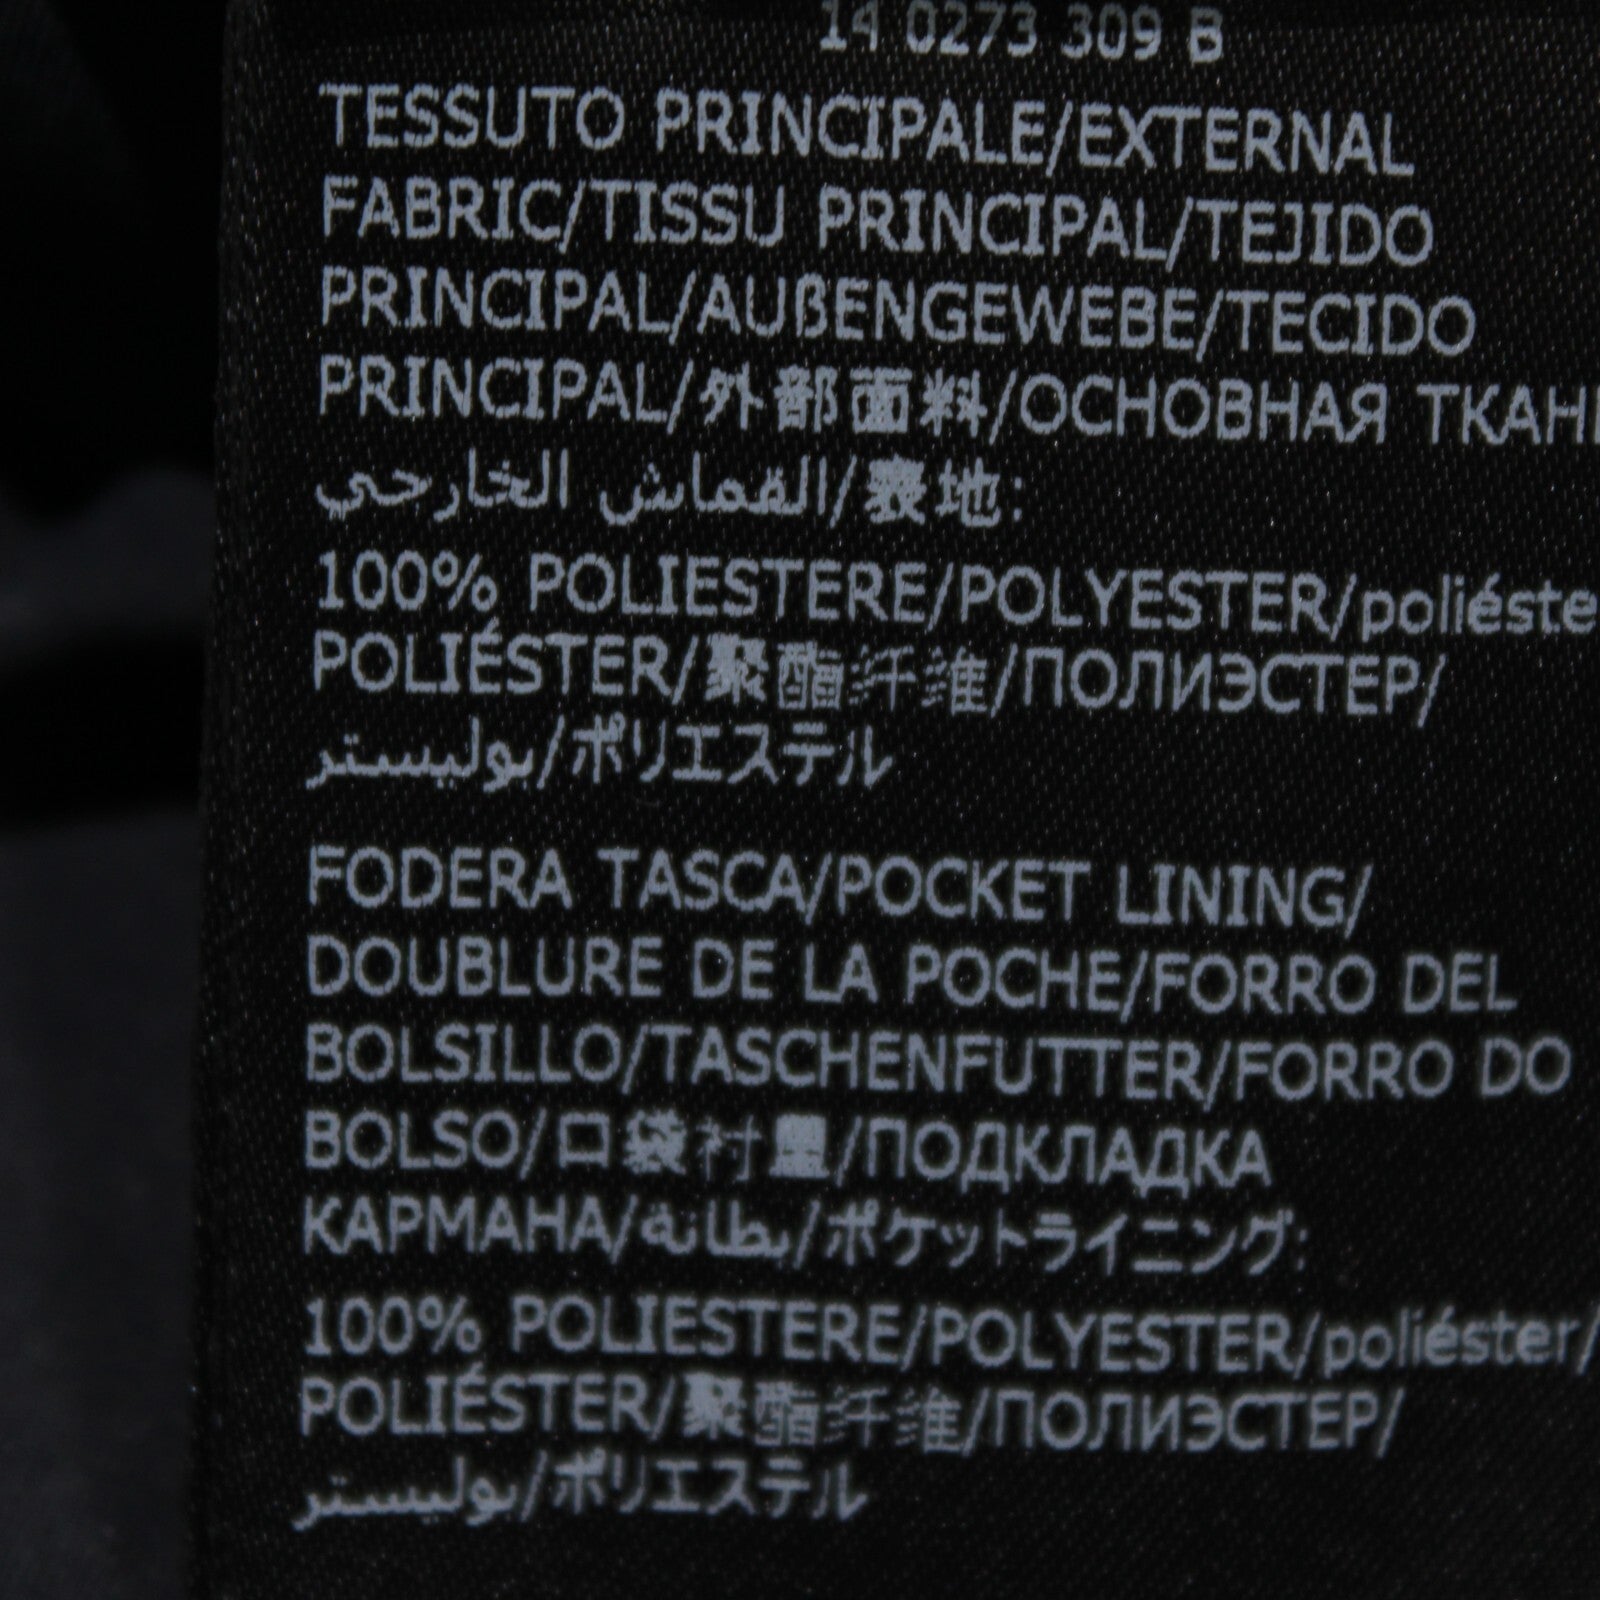 14 0273 309 B
TESSUTO PRINCIPALE/EXTERNAL
FABRIC/TISSU PRINCIPAL/TEJIDO
PRINCIPAL/AUßENGEWEBE/TECIDO
PRINCIPAL/外部面料/ОСНОВНАЯ ТКАН
القماش الخارجي/表地:
100% POLIESTERE/POLYESTER/poliéste
POLIÉSTER/聚酯纤维/ПОЛИЭСТЕР/
بوليستر/ポリエステル
FODERA TASCA/POCKET LINING/
DOUBLURE DE LA POCHE/FORRO DEL
BOLSILLO/TASCHENFUTTER/FORRO DO
BOLSO/口袋衬里/ПОДКЛАДКА
КАРМАНА/بطانة/ポケットライニング:
100% POLIESTERE/POLYESTER/poliéster/
POLIÉSTER/聚酯纤维/ПОЛИЭСТЕР/
بوليستر/ポリエステル